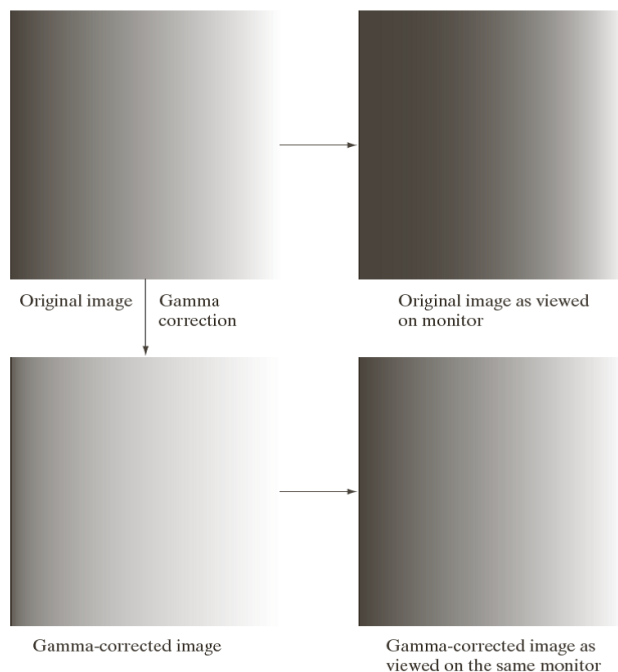 Original image
Gamma
correction
Original image as viewed
on monitor
Gamma-corrected image
Gamma-corrected image as
viewed on the same monitor